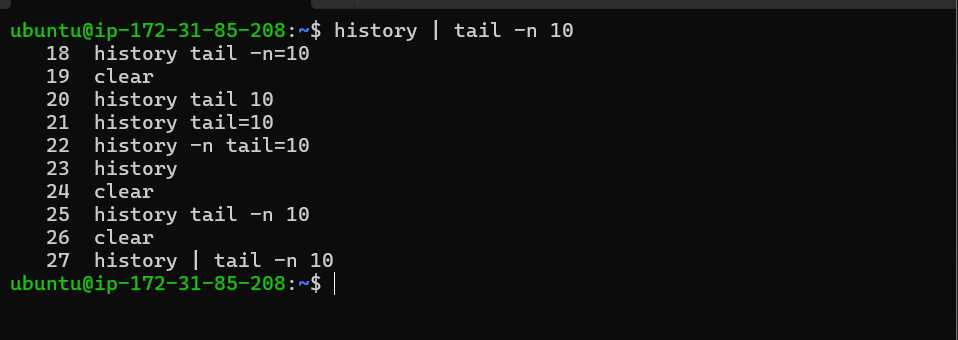 ubuntu@ip-172-31-85-208:~$ history | tail -n 10
18 history tail -n=10
19 clear
20 history tail 10
21 history tail=10
22 history -n tail=10
23 history
24 clear
25 history tail -n 10
26 clear
27 history | tail -n 10
ubuntu@ip-172-31-85-208:~$